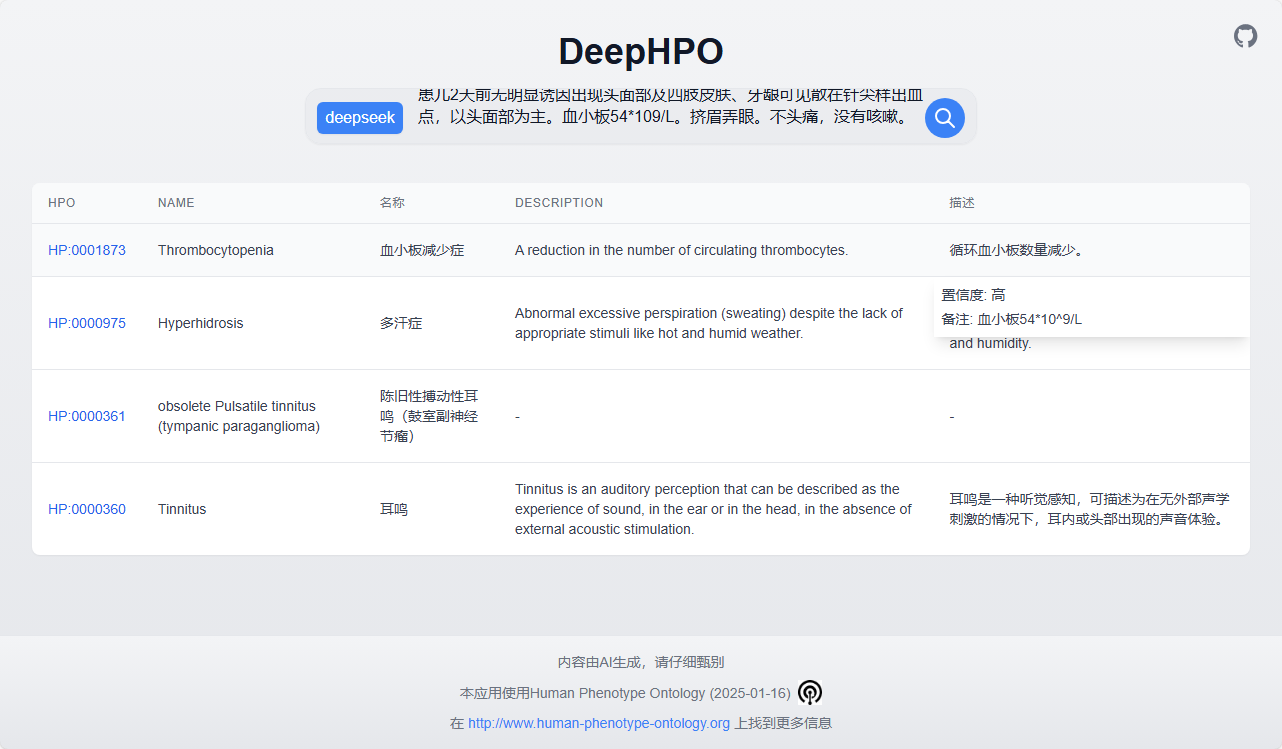 DeepHPO
deepseek
患儿2天前无明显诱因出现头面部及四肢皮肤、牙龈可见散在针尖样出血
点，以头面部为主。血小板54*109/L。挤眉弄眼。不头痛，没有咳嗽。
HPO NAME 名称 DESCRIPTION 描述
HP:0001873 Thrombocytopenia 血小板减少症 A reduction in the number of circulating thrombocytes. 循环血小板数量减少。
置信度: 高
备注: 血小板54*10^9/L
HP:0000975 Hyperhidrosis 多汗症 Abnormal excessive perspiration (sweating) despite the lack of
appropriate stimuli like hot and humid weather.
and humidity.
HP:0000361 obsolete Pulsatile tinnitus
(tympanic paraganglioma)
陈旧性搏动性耳
鸣（鼓室副神经
节瘤）
-
-
HP:0000360 Tinnitus 耳鸣
Tinnitus is an auditory perception that can be described as the
experience of sound, in the ear or in the head, in the absence of
external acoustic stimulation.
耳鸣是一种听觉感知，可描述为在无外部声学
刺激的情况下，耳内或头部出现的声音体验。
内容由AI生成，请仔细甄别
本应用使用Human Phenotype Ontology (2025-01-16)
在 http://www.human-phenotype-ontology.org 上找到更多信息